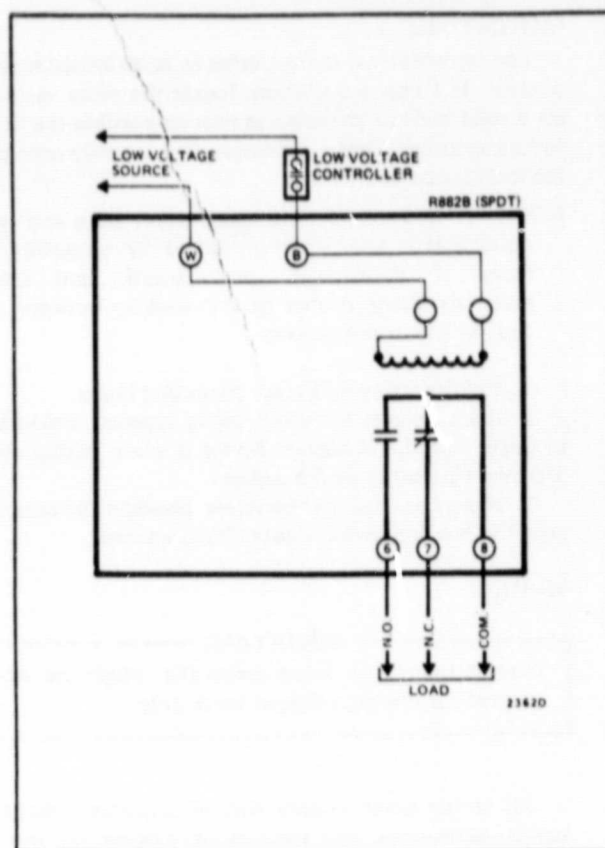 LOW VOLTAGE
SOURCE
LOW VOLTAGE
CONTROLLER
R882B (SPDT)
W
B
6
7
8
N.O.
N.C.
COM.
LOAD
23620